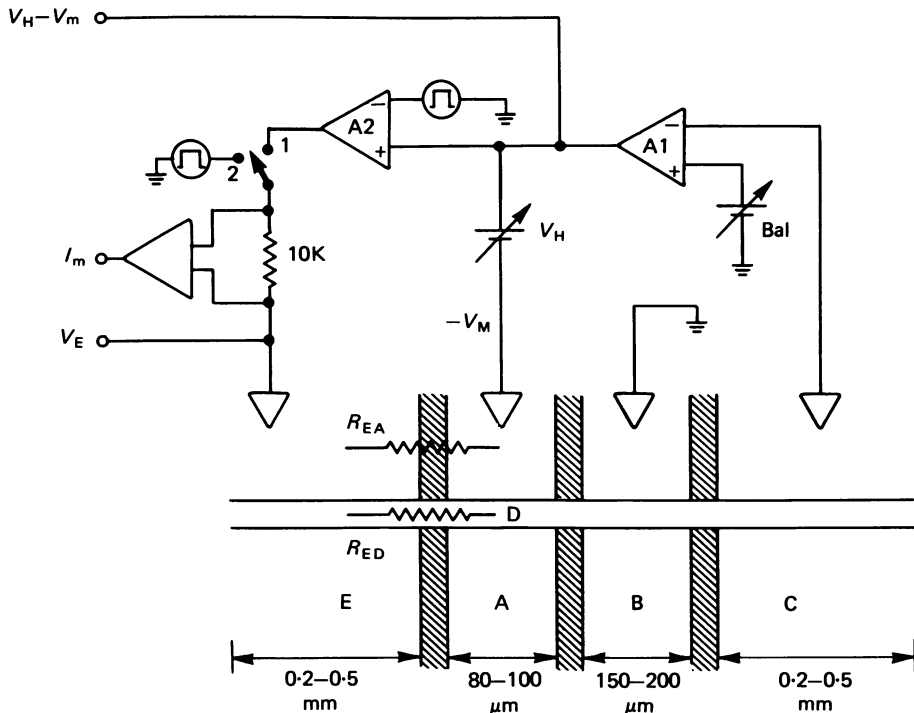 V_H–V_m
A2
–
+
A1
–
+
1
2
V_H
Bal
I_m
10K
–V_M
V_E
R_EA
D
R_ED
E
A
B
C
0·2–0·5
mm
80–100
μm
150–200
μm
0·2–0·5
mm